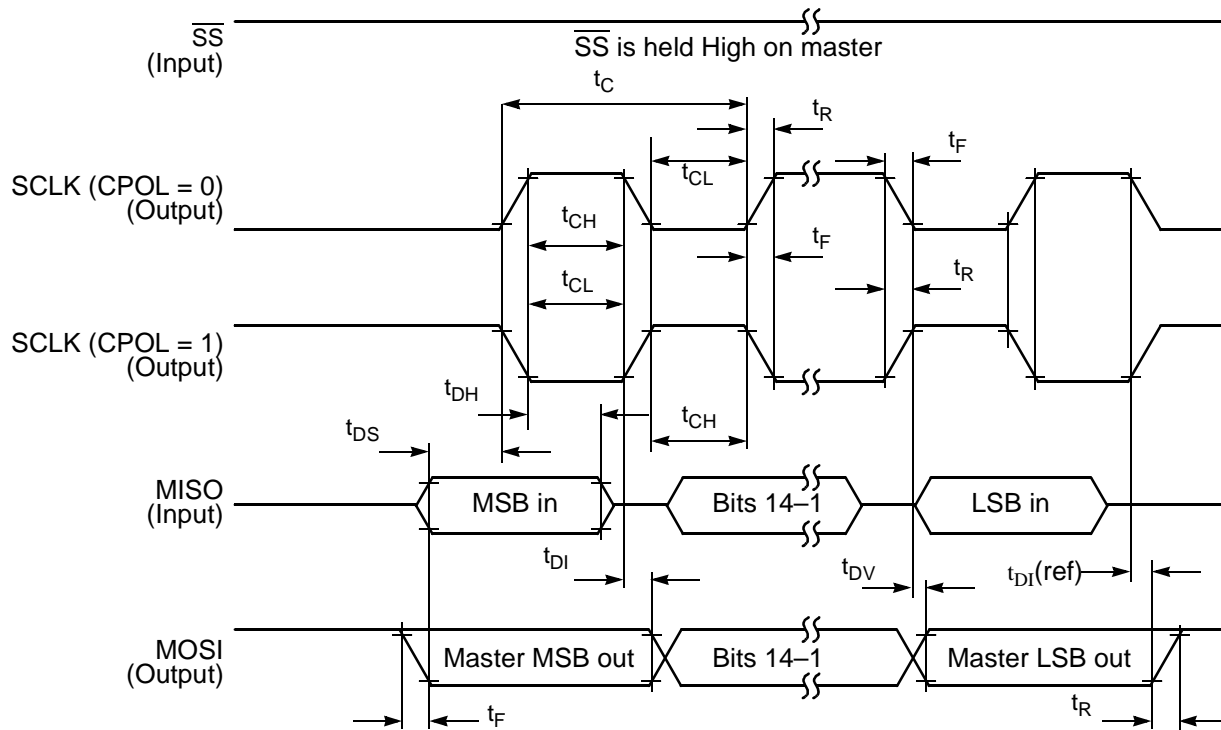 SS
(Input)
SS is held High on master
tC
tR
tF
SCLK (CPOL = 0)
(Output)
tCL
tCH
tF
tCL
tR
SCLK (CPOL = 1)
(Output)
tDH
tCH
tDS
MISO
(Input)
MSB in
Bits 14–1
LSB in
tDI
tDV
tDI(ref)
MOSI
(Output)
Master MSB out
Bits 14–1
Master LSB out
tF
tR